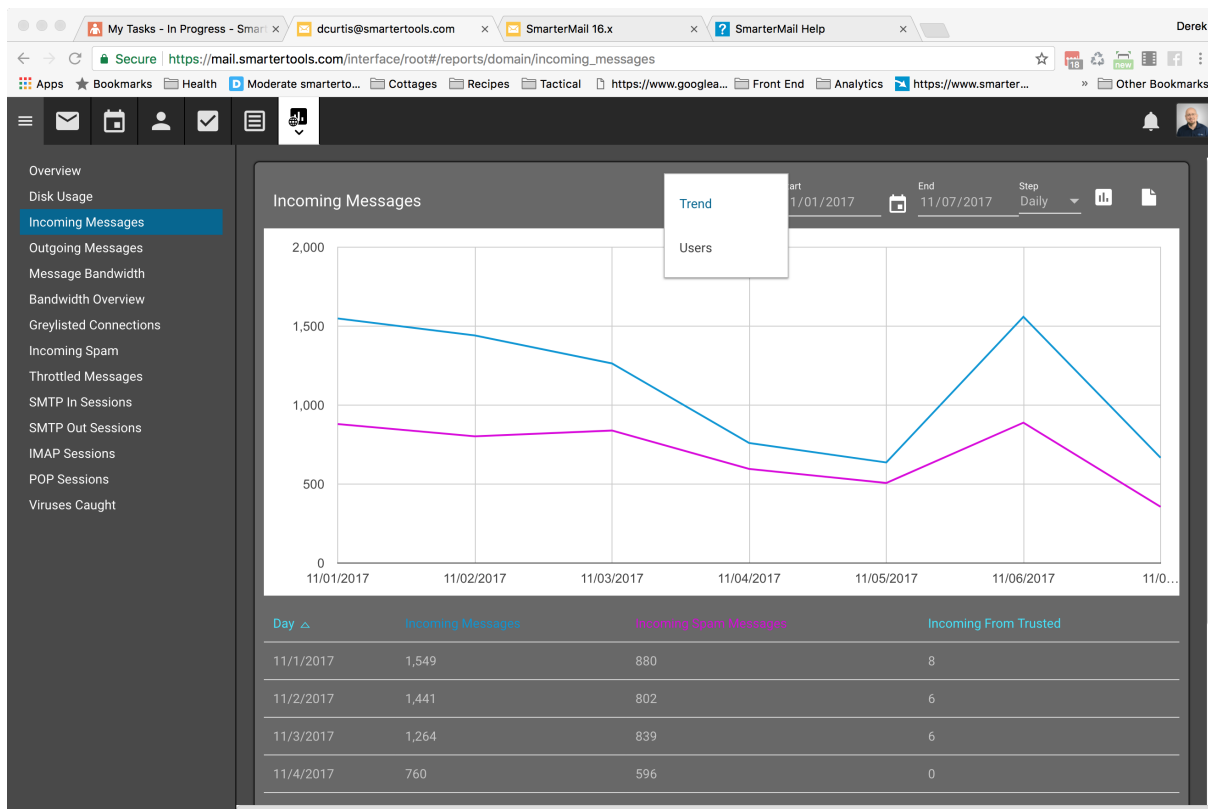 My Tasks - In Progress - Smar
dcurtis@smartertools.com
SmarterMail 16.x
SmarterMail Help
Derek
Secure https://mail.smartertools.com/interface/root#/reports/domain/incoming_messages
18
new
Apps Bookmarks Health Moderate smarterto... Cottages Recipes Tactical https://www.googlea... Front End Analytics https://www.smarter... » Other Bookmarks
Overview
Disk Usage
Incoming Messages
Outgoing Messages
Message Bandwidth
Bandwidth Overview
Greylisted Connections
Incoming Spam
Throttled Messages
SMTP In Sessions
SMTP Out Sessions
IMAP Sessions
POP Sessions
Viruses Caught
Incoming Messages
Trend
Users
art
1/01/2017
End
11/07/2017
Step
Daily
2,000
1,500
1,000
500
0
11/01/2017 11/02/2017 11/03/2017 11/04/2017 11/05/2017 11/06/2017 11/0...
Day Incoming Messages Incoming Spam Messages Incoming From Trusted
11/1/2017 1,549 880 8
11/2/2017 1,441 802 6
11/3/2017 1,264 839 6
11/4/2017 760 596 0